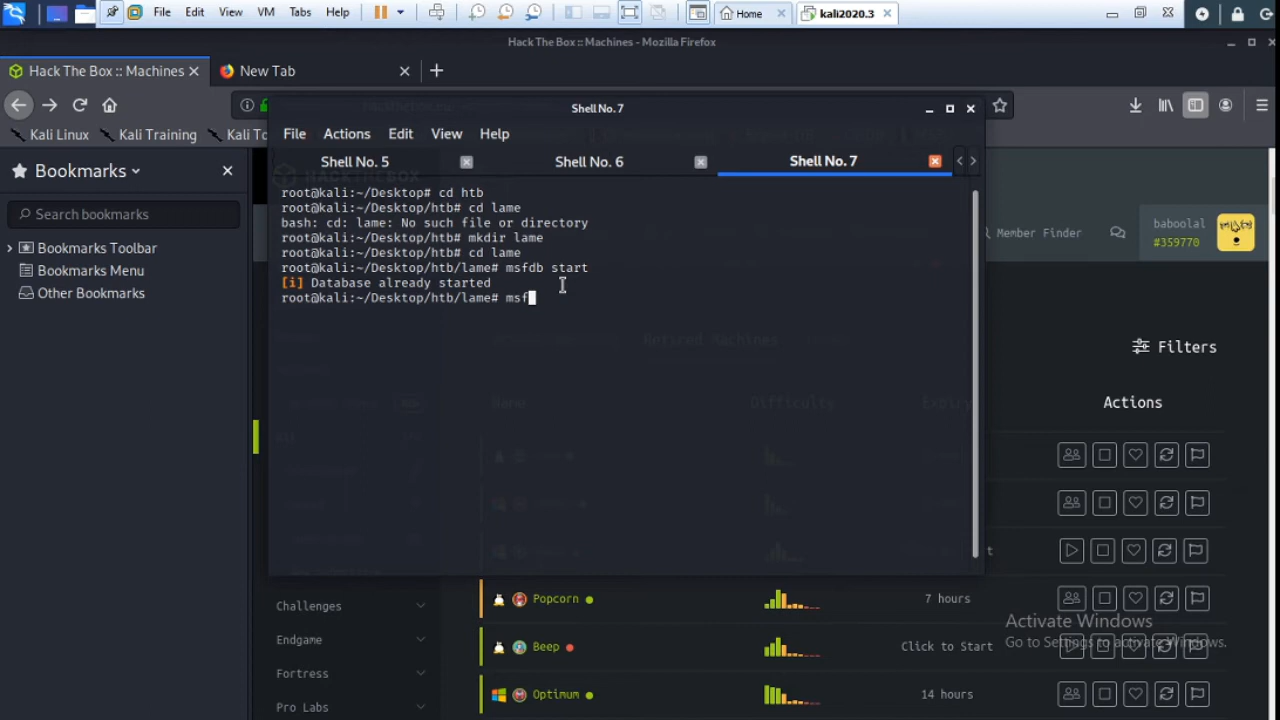 File Edit View VM Tabs Help
Home
kali2020.3
Hack The Box :: Machines - Mozilla Firefox
Hack The Box :: Machines
New Tab
Shell No. 7
Kali Linux
Kali Training
Kali To
File Actions Edit View Help
Bookmarks
Shell No. 5
Shell No. 6
Shell No. 7
Search bookmarks
root@kali:~/Desktop# cd htb
root@kali:~/Desktop/htb# cd lame
bash: cd: lame: No such file or directory
root@kali:~/Desktop/htb# mkdir lame
root@kali:~/Desktop/htb# cd lame
root@kali:~/Desktop/htb/lame# msfdb start
[i] Database already started
root@kali:~/Desktop/htb/lame# msf
Member Finder
baboolal
#359770
Bookmarks Toolbar
Bookmarks Menu
Other Bookmarks
Retired Machines
Filters
Name
Difficulty
Actions
Popcorn
7 hours
Beep
Click to Start
Optimum
14 hours
Challenges
Endgame
Fortress
Pro Labs
Activate Windows
Go to Settings to activate Windows.